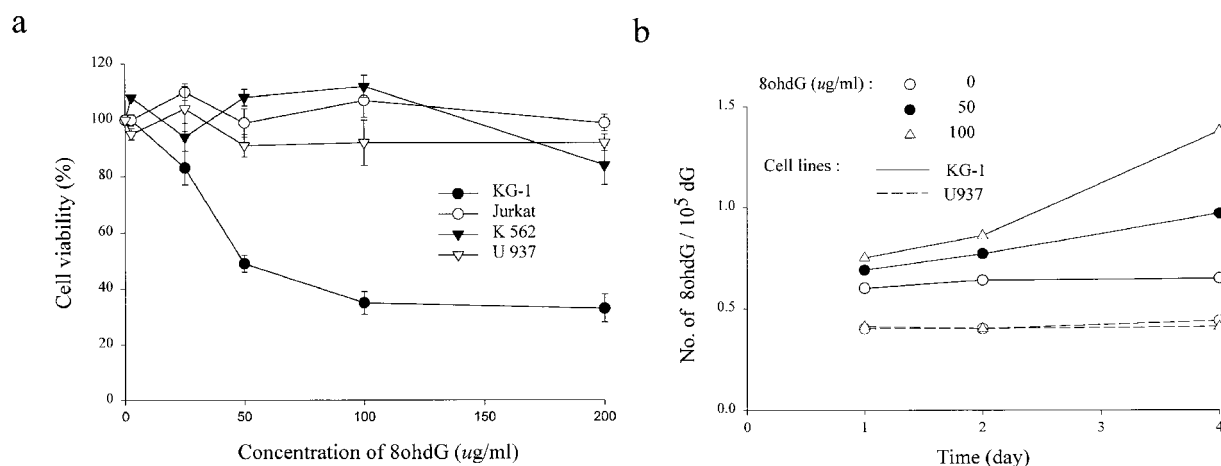 a
120
100
80
60
40
20
0
Cell viability (%)
KG-1
Jurkat
K 562
U 937
0
50
100
150
200
Concentration of 8ohdG (ug/ml)
b
8ohdG (ug/ml) :
0
50
100
Cell lines :
KG-1
U937
1.5
1.0
0.5
0.0
No. of 8ohdG / 10⁵ dG
0
1
2
3
4
Time (day)